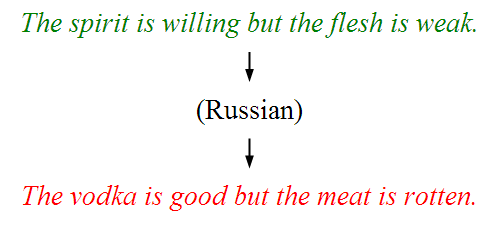 The spirit is willing but the flesh is weak.
(Russian)
The vodka is good but the meat is rotten.